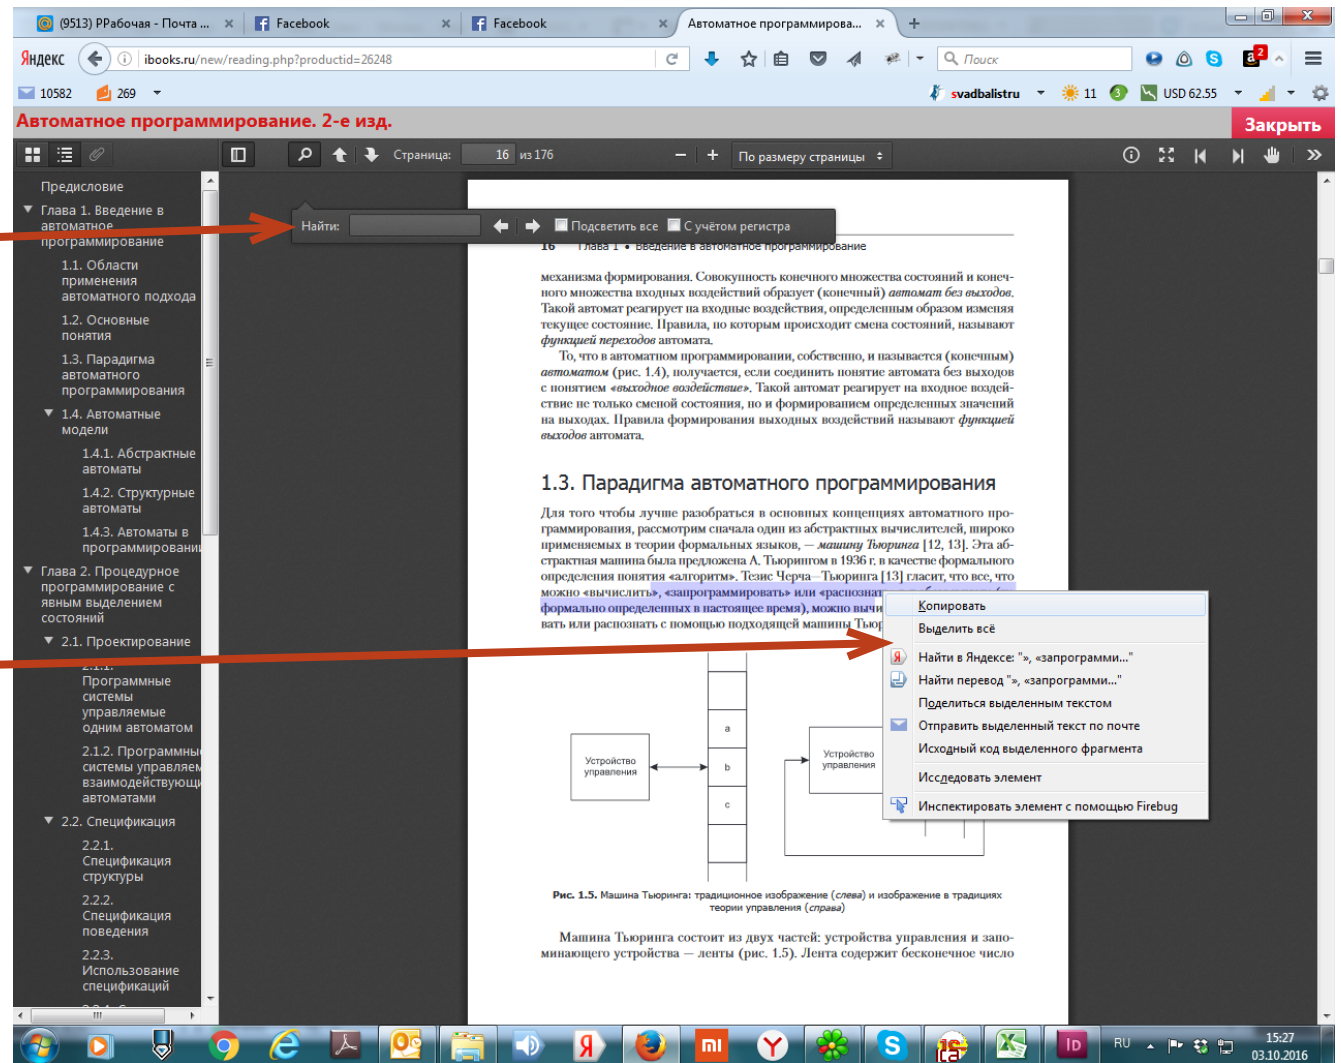 (9513) РРабочая - Почта ...
Facebook
Facebook
Автоматное программирова...
Яндекс
ibooks.ru/new/reading.php?productid=26248
Поиск
2
10582
269
svadbalistru
11
3
USD 62.55
Автоматное программирование. 2-е изд.
Закрыть
Страница:
16
из 176
По размеру страницы
Найти:
Подсветить все
С учётом регистра
Предисловие
Глава 1. Введение в
автоматное
программирование
1.1. Области
применения
автоматного подхода
1.2. Основные
понятия
1.3. Парадигма
автоматного
программирования
1.4. Автоматные
модели
1.4.1. Абстрактные
автоматы
1.4.2. Структурные
автоматы
1.4.3. Автоматы в
программировани
Глава 2. Процедурное
программирование с
явным выделением
состояний
2.1. Проектирование
2.1.1.
Программные
системы
управляемые
одним автоматом
2.1.2. Программны
системы управляем
взаимодействующ
автоматами
2.2. Спецификация
2.2.1.
Спецификация
структуры
2.2.2.
Спецификация
поведения
2.2.3.
Использование
спецификаций
16 Глава 1 • Введение в автоматное программирование
механизма формирования. Совокупность конечного множества состояний и конеч-
ного множества входных воздействий образует (конечный) автомат без выходов.
Такой автомат реагирует на входные воздействия, определенным образом изменяя
текущее состояние. Правила, по которым происходит смена состояний, называют
функцией переходов автомата.
То, что в автоматном программировании, собственно, и называется (конечным)
автоматом (рис. 1.4), получается, если соединить понятие автомата без выходов
с понятием «выходное воздействие». Такой автомат реагирует на входное воздей-
ствие не только сменой состояния, но и формированием определенных значений
на выходах. Правила формирования выходных воздействий называют функцией
выходов автомата.
1.3. Парадигма автоматного программирования
Для того чтобы лучше разобраться в основных концепциях автоматного про-
граммирования, рассмотрим сначала один из абстрактных вычислителей, широко
применяемых в теории формальных языков, — машину Тьюринга [12, 13]. Эта аб-
страктная машина была предложена А. Тьюрингом в 1936 г. в качестве формального
определения понятия «алгоритм». Тезис Черча—Тьюринга [13] гласит, что все, что
можно «вычислить», «запрограммировать» или «распознат
формально определенных в настоящее время), можно вычи
вать или распознать с помощью подходящей машины Тьюр
Копировать
Выделить всё
Найти в Яндексе: "», «запрограмми..."
Найти перевод "», «запрограмми..."
Поделиться выделенным текстом
Отправить выделенный текст по почте
Исходный код выделенного фрагмента
Исследовать элемент
Инспектировать элемент с помощью Firebug
Устройство
управления
a
b
c
Устройство
управления
Рис. 1.5. Машина Тьюринга: традиционное изображение (слева) и изображение в традициях
теории управления (справа)
Машина Тьюринга состоит из двух частей: устройства управления и запо-
минающего устройства — ленты (рис. 1.5). Лента содержит бесконечное число
RU
15:27
03.10.2016